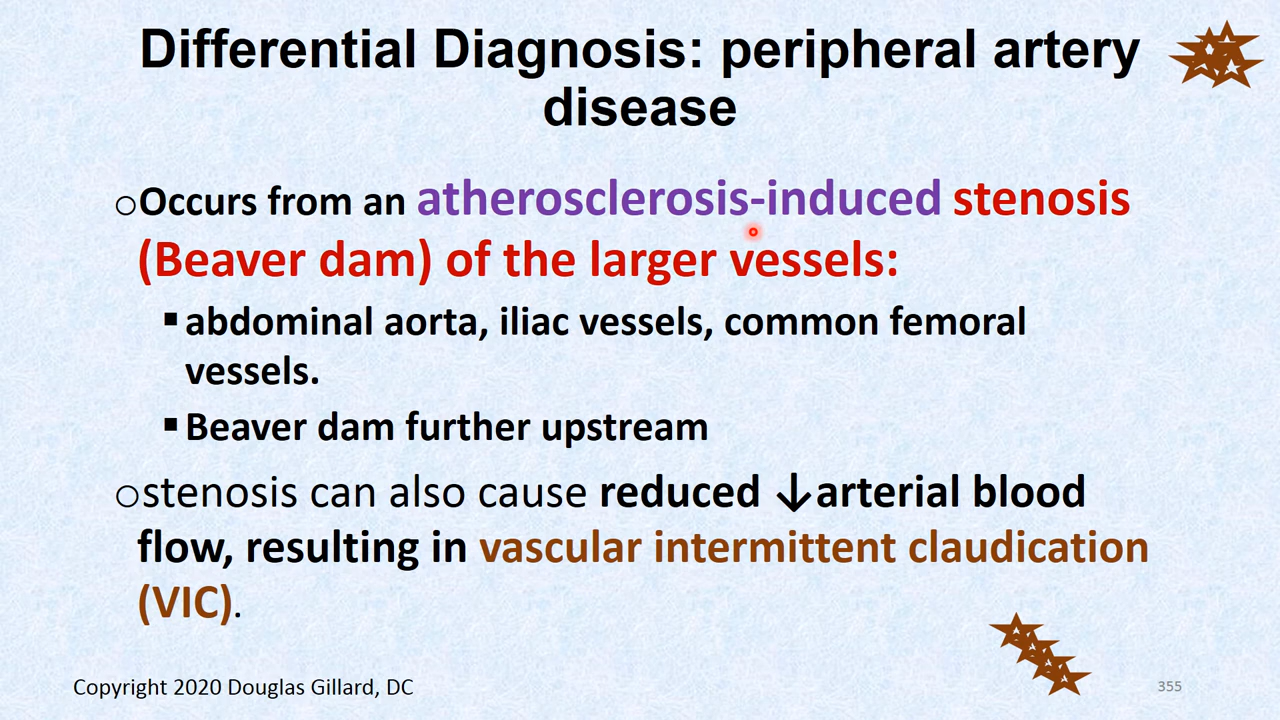 Differential Diagnosis: peripheral artery
disease
○Occurs from an atherosclerosis-induced stenosis
(Beaver dam) of the larger vessels:
▪abdominal aorta, iliac vessels, common femoral
vessels.
▪Beaver dam further upstream
○stenosis can also cause reduced ↓arterial blood
flow, resulting in vascular intermittent claudication
(VIC).
Copyright 2020 Douglas Gillard, DC
355